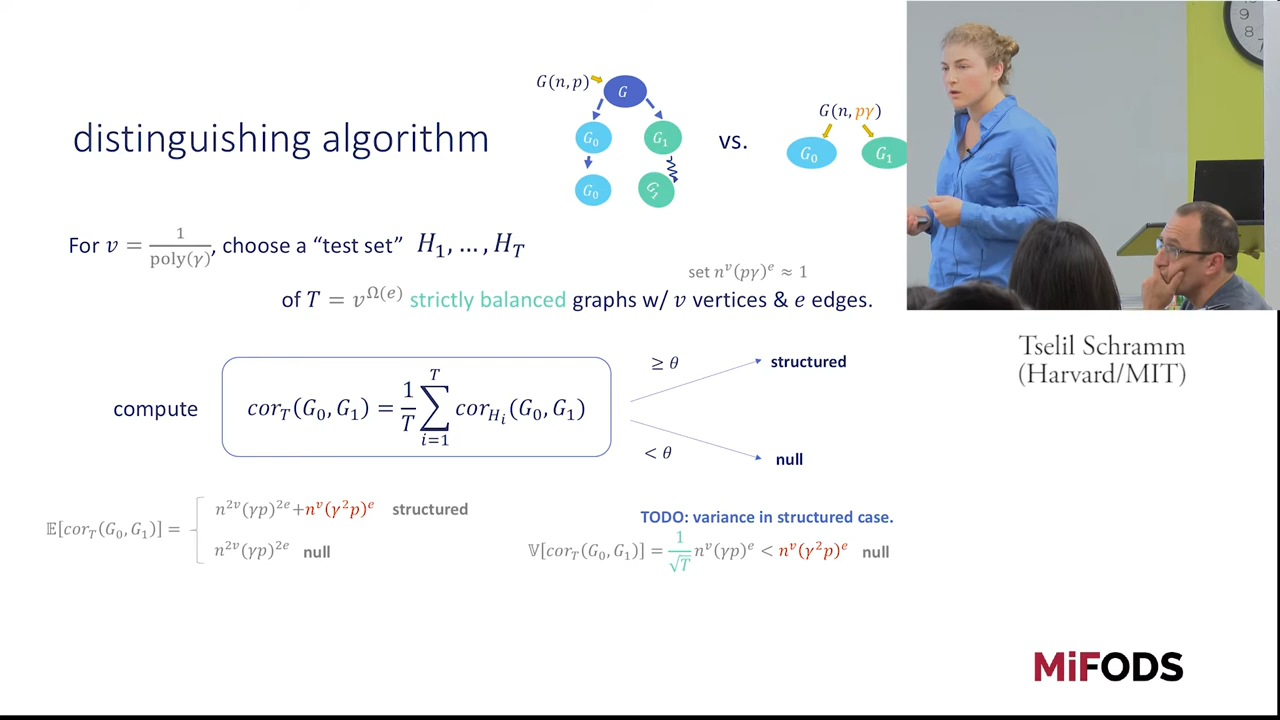 distinguishing algorithm
G(n, p)
G
G₀ G₁
G₀ G₁
vs.
G(n, pγ)
G₀ G₁
For v = 1/poly(γ), choose a “test set” H₁, … , H_T
set n^v(pγ)^e ≈ 1
of T = v^Ω(e) strictly balanced graphs w/ v vertices & e edges.
compute cor_T(G₀, G₁) = 1/T ∑_{i=1}^{T} cor_{H_i}(G₀, G₁)
≥ θ structured
< θ null
𝔼[cor_T(G₀, G₁)] =
n^{2v}(γp)^{2e}+n^v(γ²p)^e structured
n^{2v}(γp)^{2e} null
TODO: variance in structured case.
𝕍[cor_T(G₀, G₁)] = 1/√T n^v(γp)^e < n^v(γ²p)^e null
Tselil Schramm
(Harvard/MIT)
MiFODS
9
8
7